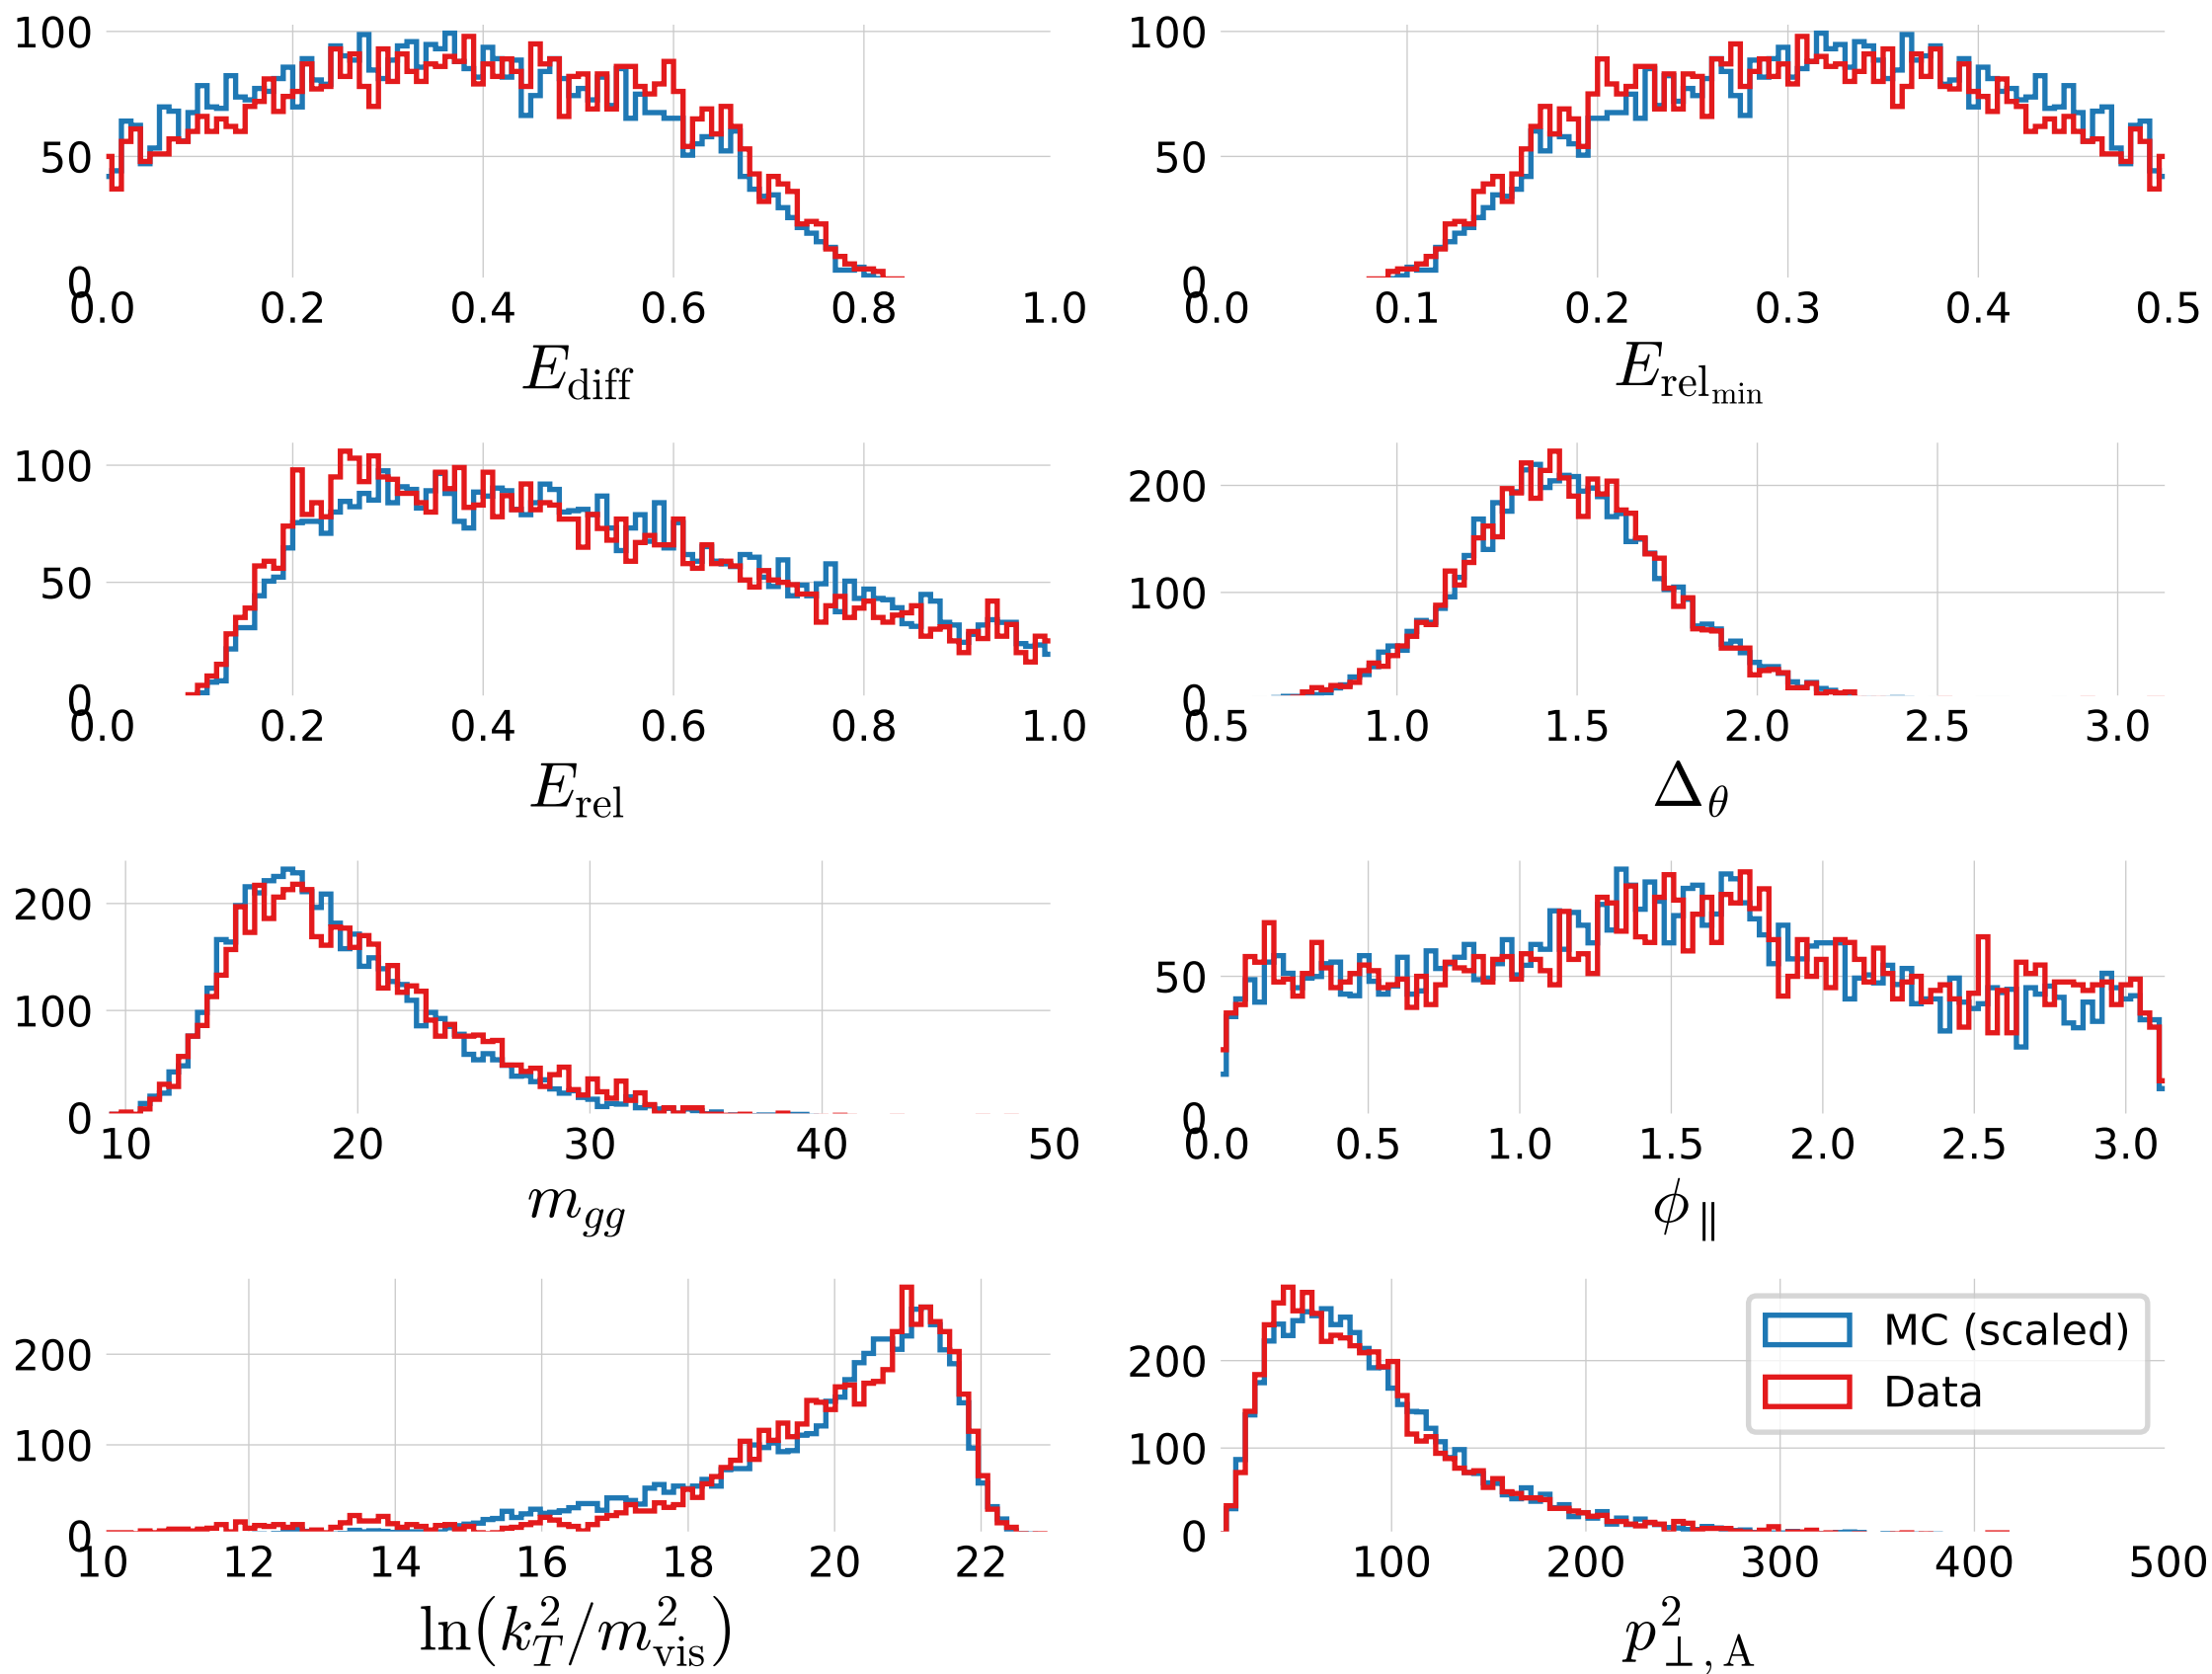 100
50
0
0.0 0.2 0.4 0.6 0.8 1.0
E_diff
100
50
0
0.0 0.1 0.2 0.3 0.4 0.5
E_rel_min
100
50
0
0.0 0.2 0.4 0.6 0.8 1.0
E_rel
200
100
0
0.5 1.0 1.5 2.0 2.5 3.0
Δ_θ
200
100
0
10 20 30 40 50
m_gg
50
0
0.0 0.5 1.0 1.5 2.0 2.5 3.0
ϕ_∥
200
100
0
10 12 14 16 18 20 22
ln(k_T^2/m_vis^2)
200
100
0
100 200 300 400 500
p_⊥,A^2
MC (scaled)
Data